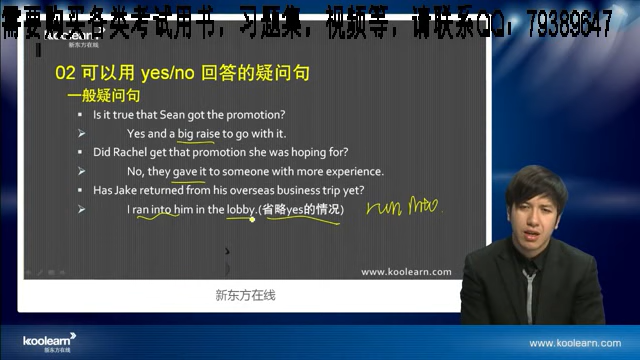 需要购买各类考试用书，习题集，视频等，请联系QQ：79389647
02 可以用 yes/no 回答的疑问句
一般疑问句
Is it true that Sean got the promotion?
Yes and a big raise to go with it.
Did Rachel get that promotion she was hoping for?
No, they gave it to someone with more experience.
Has Jake returned from his overseas business trip yet?
I ran into him in the lobby.(省略yes的情况)
run into
www.koolearn.com
新东方在线
koolearn
新东方在线
www.koolearn.com